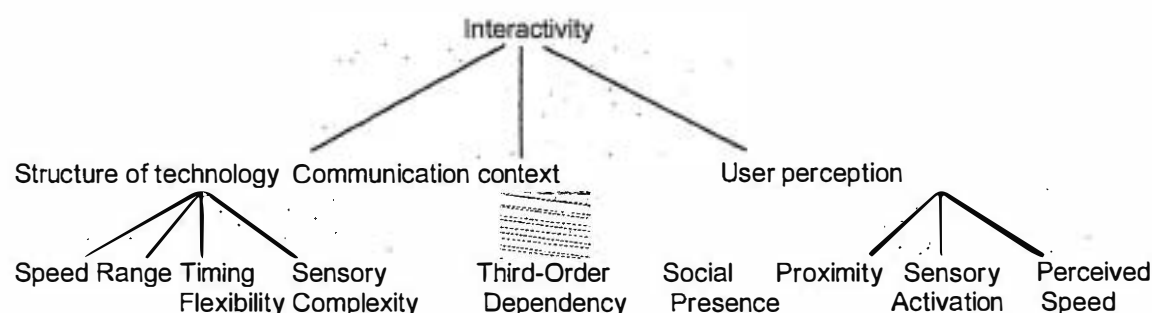 Interactivity
Structure of technology Communication context User perception
Speed Range Timing Sensory Third-Order Social Proximity Sensory Perceived
Flexibility Complexity Dependency Presence Activation Speed